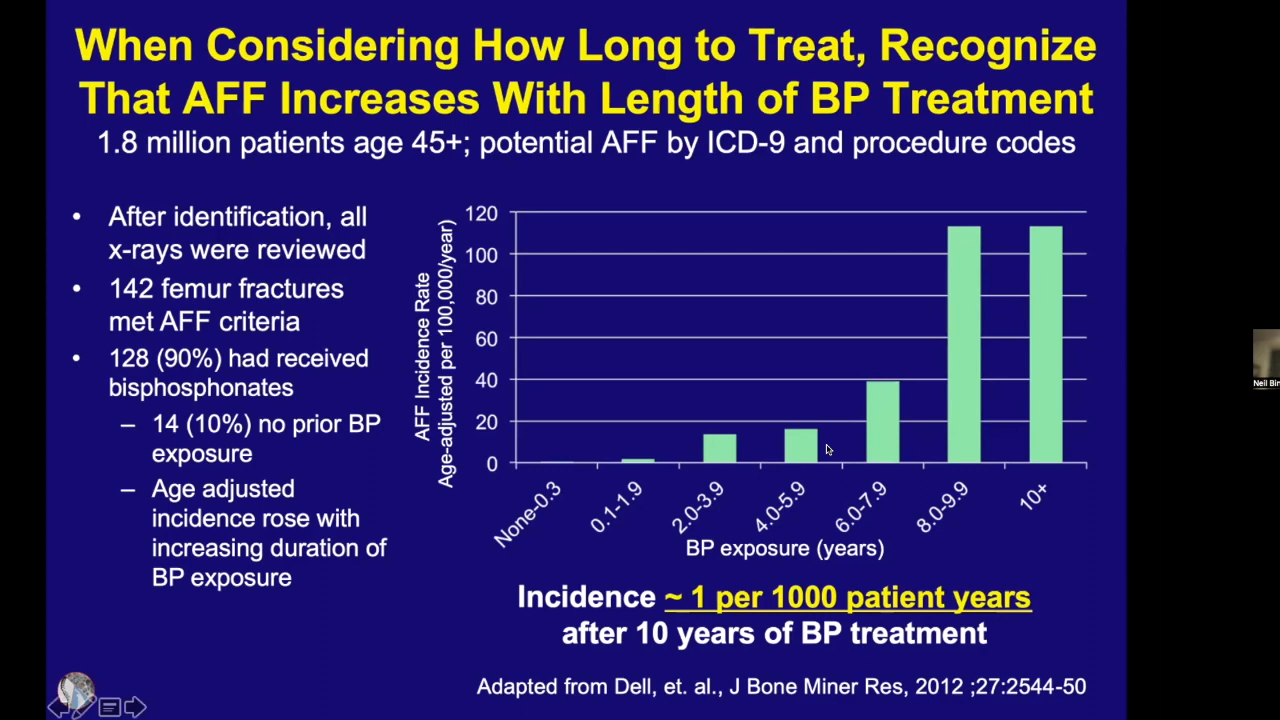 When Considering How Long to Treat, Recognize
That AFF Increases With Length of BP Treatment
1.8 million patients age 45+; potential AFF by ICD-9 and procedure codes
• After identification, all
x-rays were reviewed
• 142 femur fractures
met AFF criteria
• 128 (90%) had received
bisphosphonates
– 14 (10%) no prior BP
exposure
– Age adjusted
incidence rose with
increasing duration of
BP exposure
AFF Incidence Rate
Age-adjusted per 100,000/year)
120
100
80
60
40
20
0
None-0.3
0.1-1.9
2.0-3.9
4.0-5.9
6.0-7.9
8.0-9.9
10+
BP exposure (years)
Incidence ~ 1 per 1000 patient years
after 10 years of BP treatment
Adapted from Dell, et. al., J Bone Miner Res, 2012 ;27:2544-50
Neil Bin